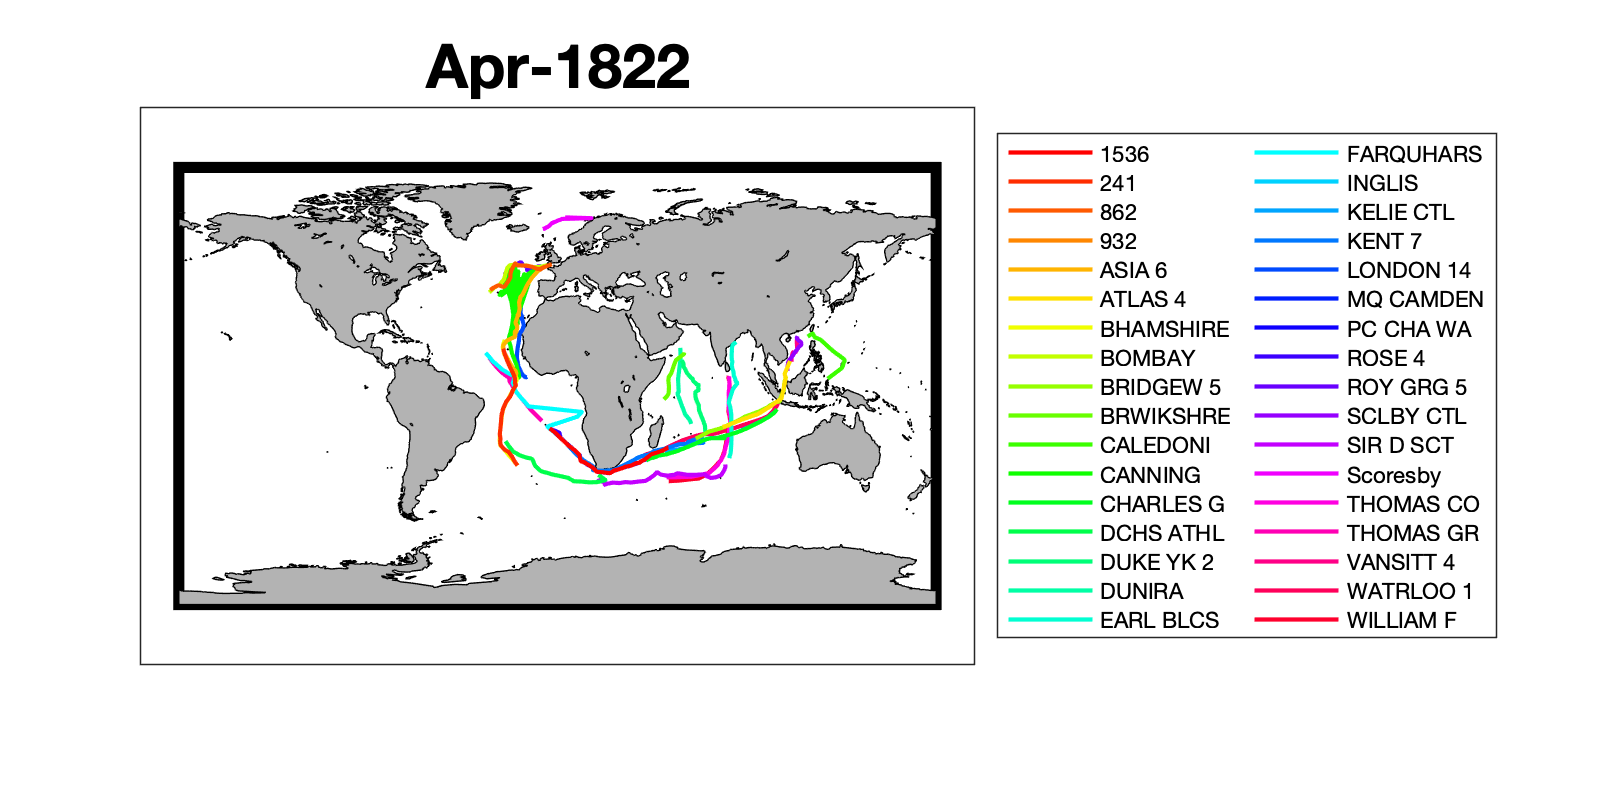 Apr-1822
1536
241
862
932
ASIA 6
ATLAS 4
BHAMSHIRE
BOMBAY
BRIDGEW 5
BRWIKSHRE
CALEDONI
CANNING
CHARLES G
DCHS ATHL
DUKE YK 2
DUNIRA
EARL BLCS
FARQUHARS
INGLIS
KELIE CTL
KENT 7
LONDON 14
MQ CAMDEN
PC CHA WA
ROSE 4
ROY GRG 5
SCLBY CTL
SIR D SCT
Scoresby
THOMAS CO
THOMAS GR
VANSITT 4
WATRLOO 1
WILLIAM F